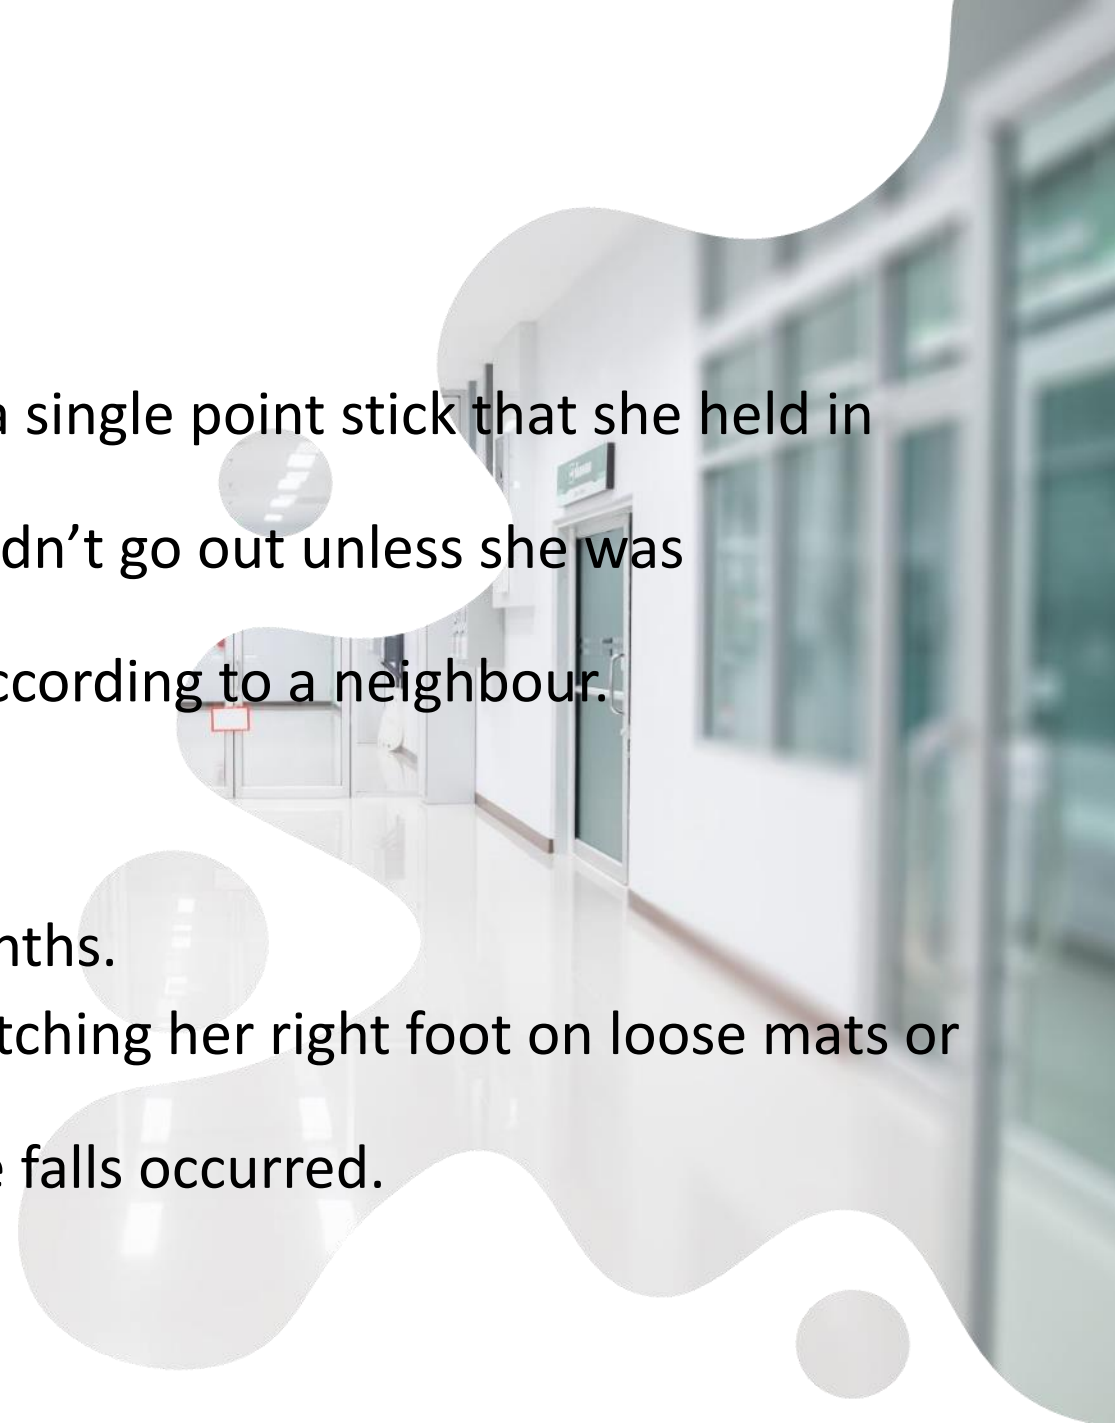 a single point stick that she held in
dn’t go out unless she was
ccording to a neighbour.
nths.
tching her right foot on loose mats or
e falls occurred.